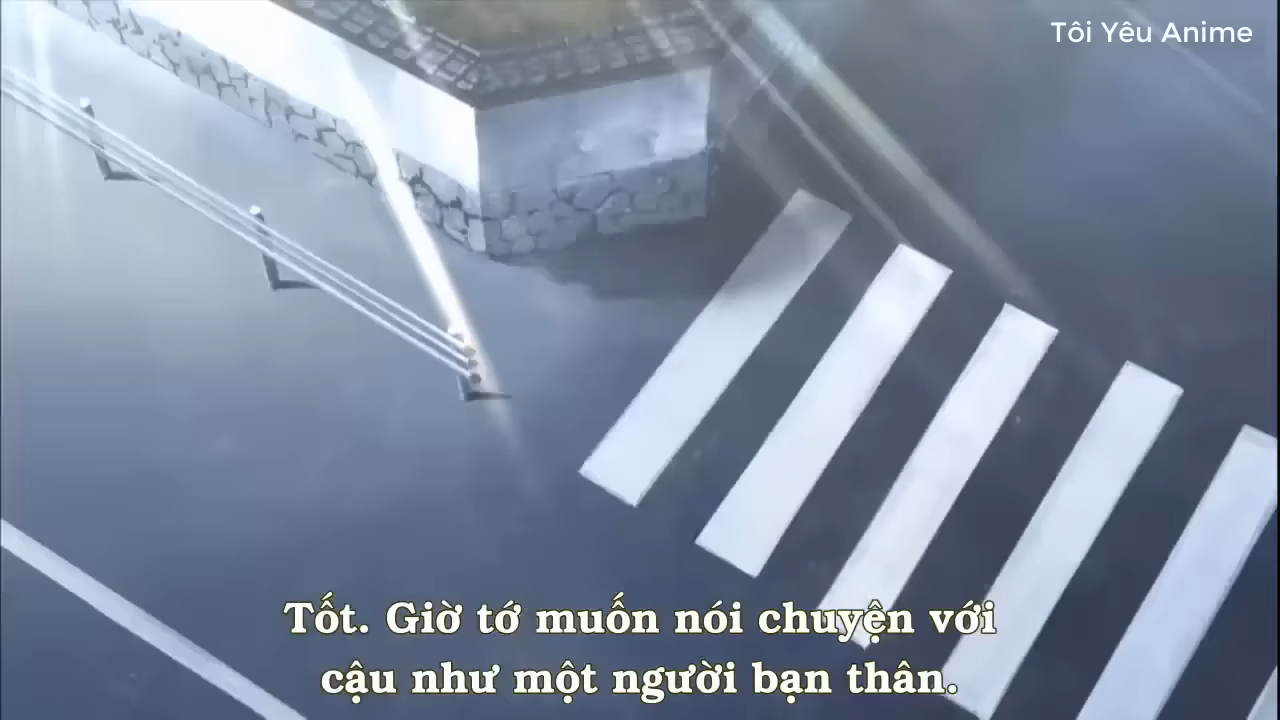 Tôi Yêu Anime
Tốt. Giờ tớ muốn nói chuyện với
cậu như một người bạn thân.